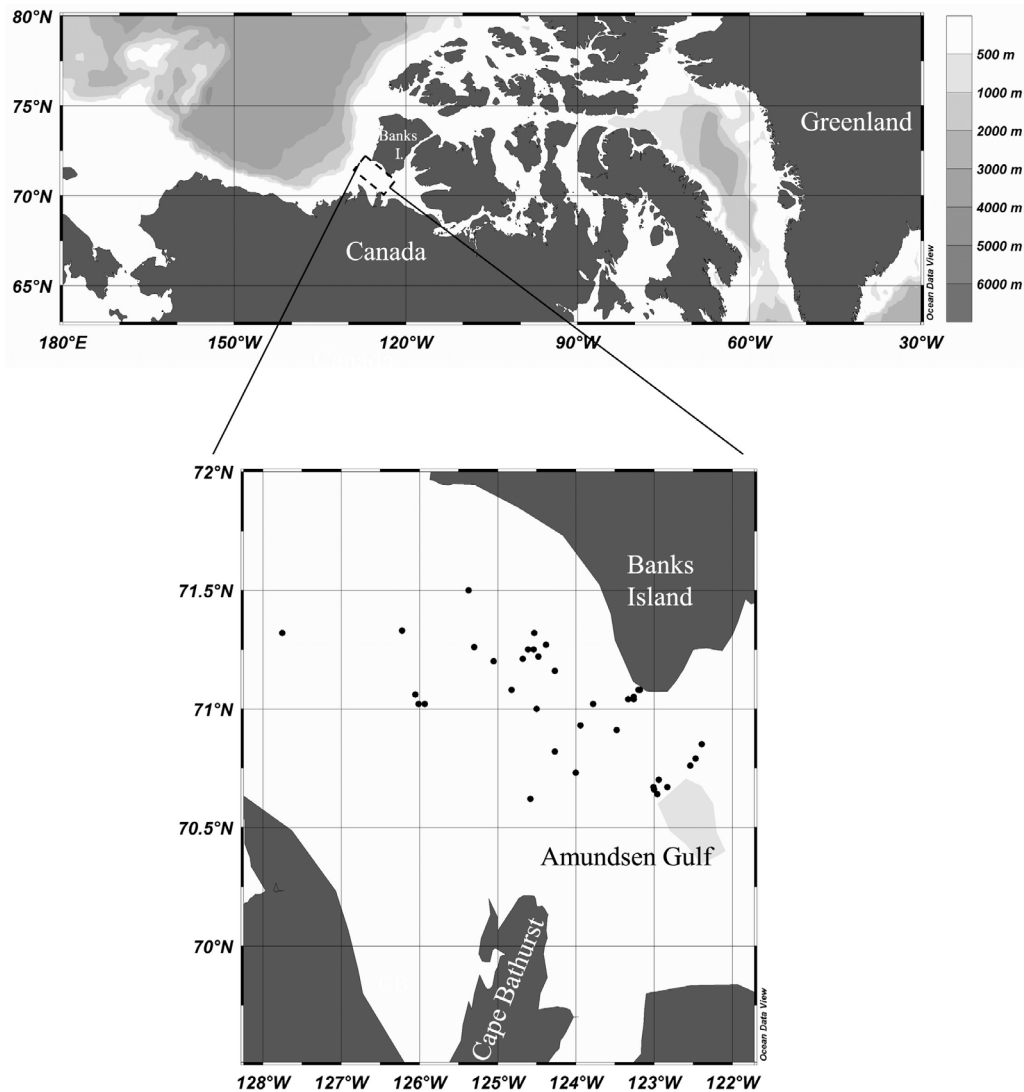 80°N
75°N
70°N
65°N
180°E
150°W
120°W
90°W
60°W
30°W
Banks
I.
Canada
Greenland
500 m
1000 m
2000 m
3000 m
4000 m
5000 m
6000 m
Ocean Data View
72°N
71.5°N
71°N
70.5°N
70°N
128°W
127°W
126°W
125°W
124°W
123°W
122°W
Banks
Island
Amundsen Gulf
Cape Bathurst
Ocean Data View